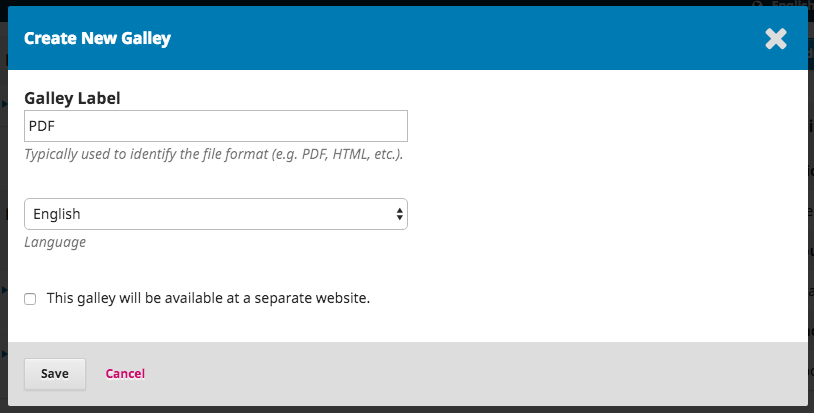 English
Create New Galley
Galley Label
PDF
Typically used to identify the file format (e.g. PDF, HTML, etc.).
English
Language
This galley will be available at a separate website.
Save
Cancel